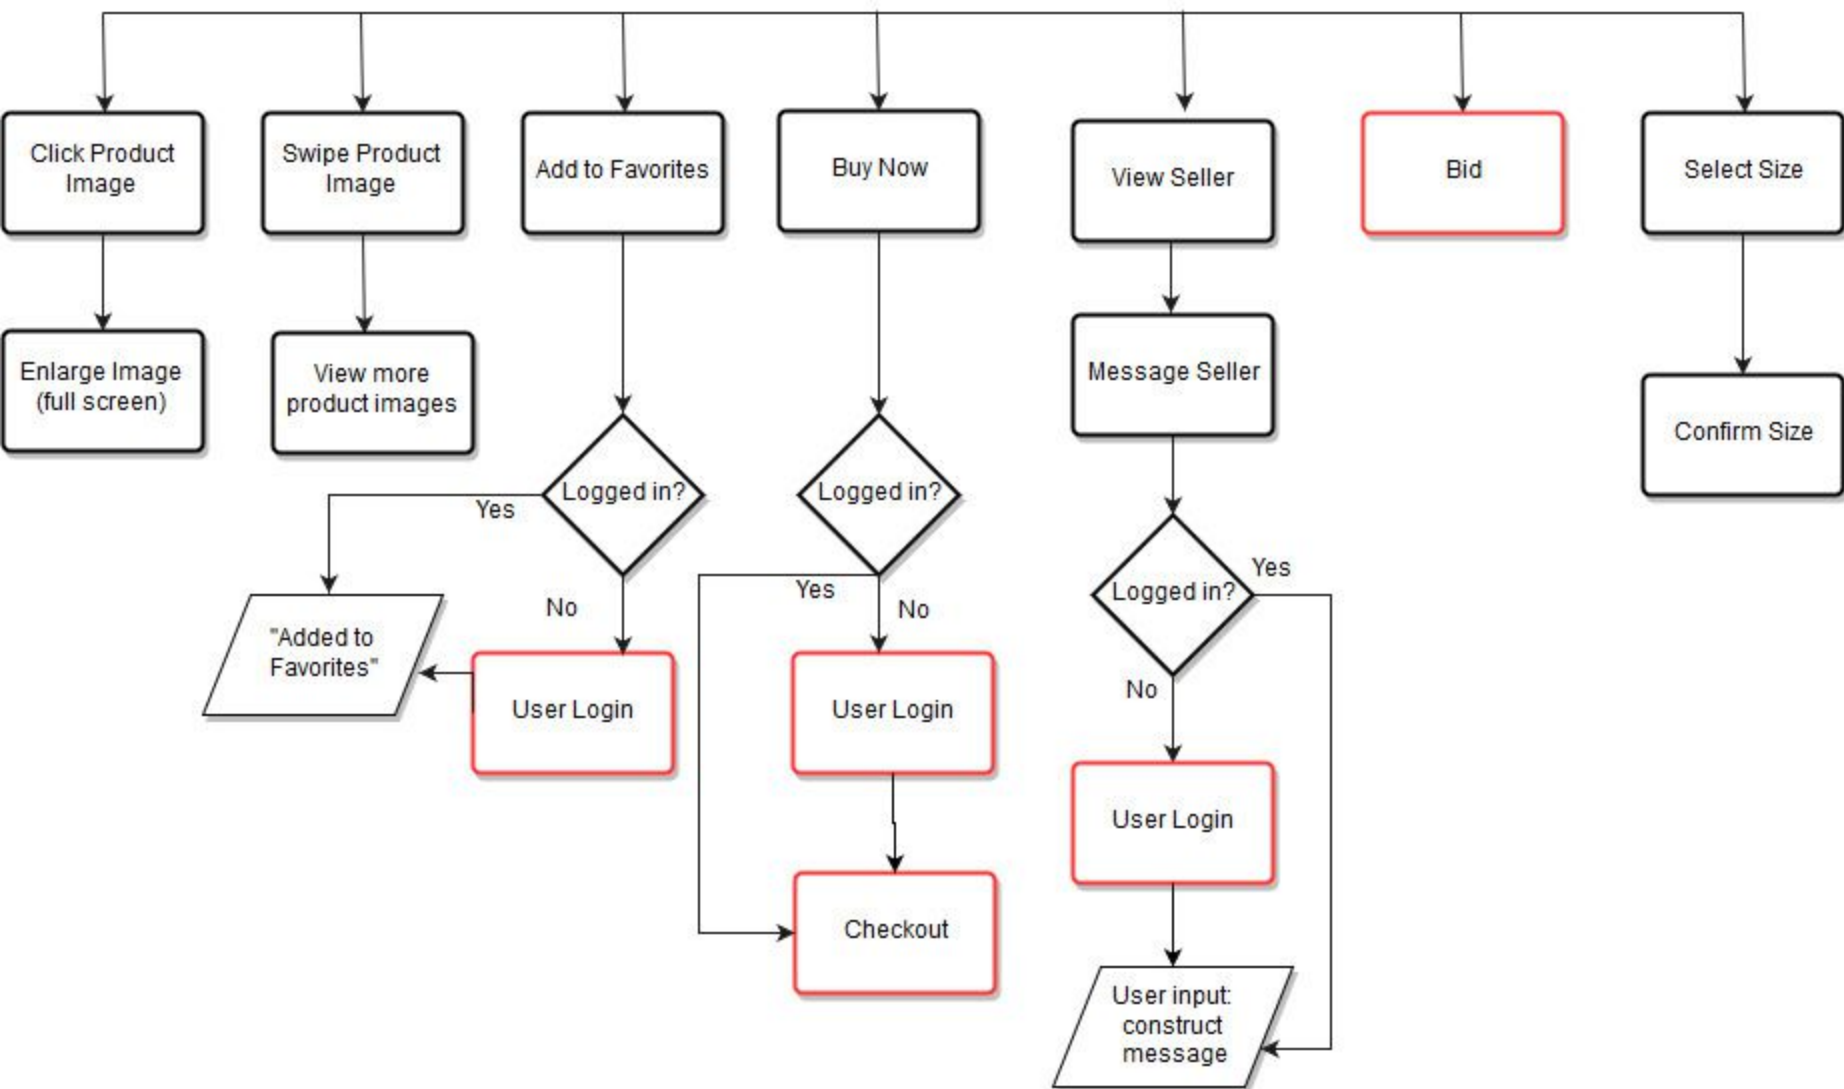 Click Product
Image
Swipe Product
Image
Add to Favorites
Buy Now
View Seller
Bid
Select Size
Enlarge Image
(full screen)
View more
product images
Message Seller
Confirm Size
Logged in?
Yes
No
"Added to
Favorites"
User Login
Logged in?
Yes
No
User Login
Checkout
Logged in?
Yes
No
User Login
User input:
construct
message